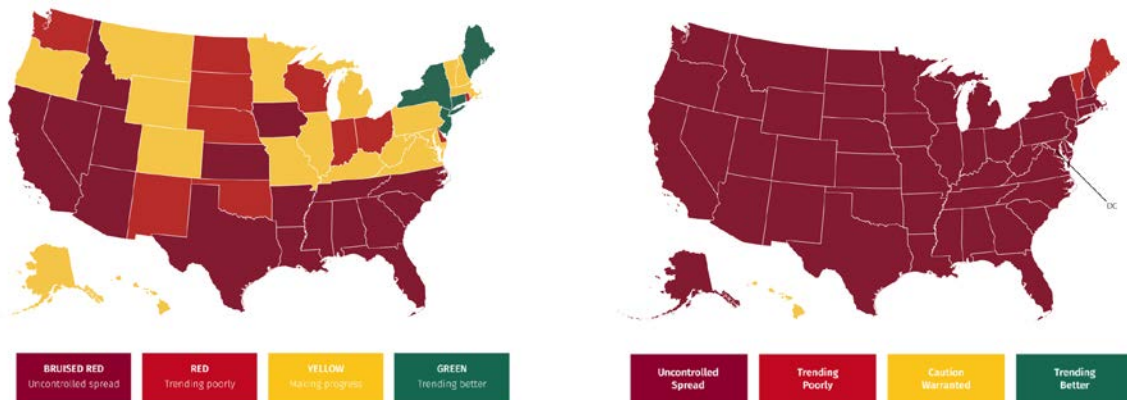 DC
BRUISED RED
Uncontrolled spread
RED
Trending poorly
YELLOW
Making progress
GREEN
Trending better
Uncontrolled
Spread
Trending
Poorly
Caution
Warranted
Trending
Better